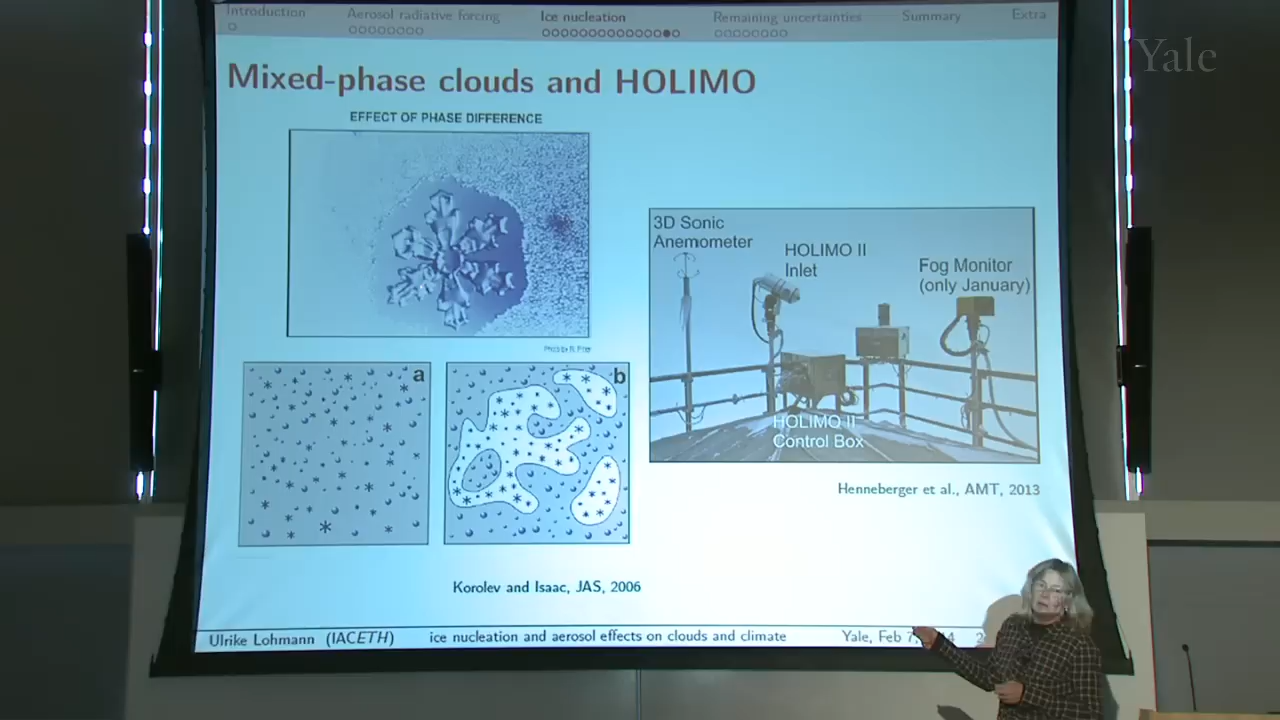 Introduction
Aerosol radiative forcing
Ice nucleation
Remaining uncertainties
Summary
Extra
Yale
Mixed-phase clouds and HOLIMO
EFFECT OF PHASE DIFFERENCE
3D Sonic
Anemometer
HOLIMO II
Inlet
Fog Monitor
(only January)
HOLIMO II
Control Box
Photo by
a
b
Henneberger et al., AMT, 2013
Korolev and Isaac, JAS, 2006
Ulrike Lohmann (IACETH)
ice nucleation and aerosol effects on clouds and climate
Yale, Feb 7